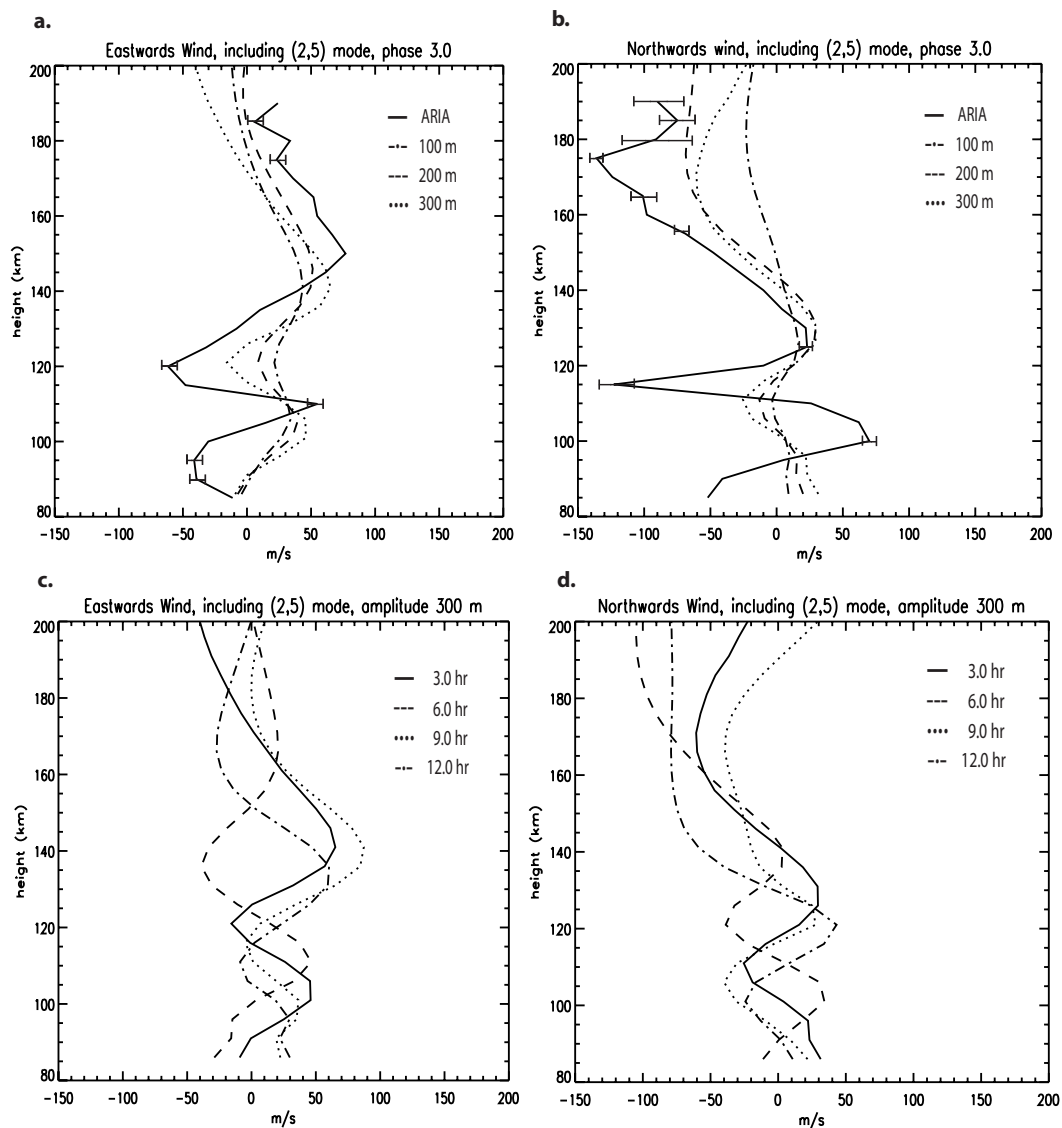 a.
Eastwards Wind, including (2,5) mode, phase 3.0
200
180
160
140
120
100
80
height (km)
ARIA
100 m
200 m
300 m
-150 -100 -50 0 50 100 150 200
m/s
b.
Northwards wind, including (2,5) mode, phase 3.0
200
180
160
140
120
100
80
height (km)
ARIA
100 m
200 m
300 m
-150 -100 -50 0 50 100 150 200
m/s
c.
Eastwards Wind, including (2,5) mode, amplitude 300 m
200
180
160
140
120
100
80
height (km)
3.0 hr
6.0 hr
9.0 hr
12.0 hr
-150 -100 -50 0 50 100 150 200
m/s
d.
Northwards Wind, including (2,5) mode, amplitude 300 m
200
180
160
140
120
100
80
height (km)
3.0 hr
6.0 hr
9.0 hr
12.0 hr
-150 -100 -50 0 50 100 150 200
m/s